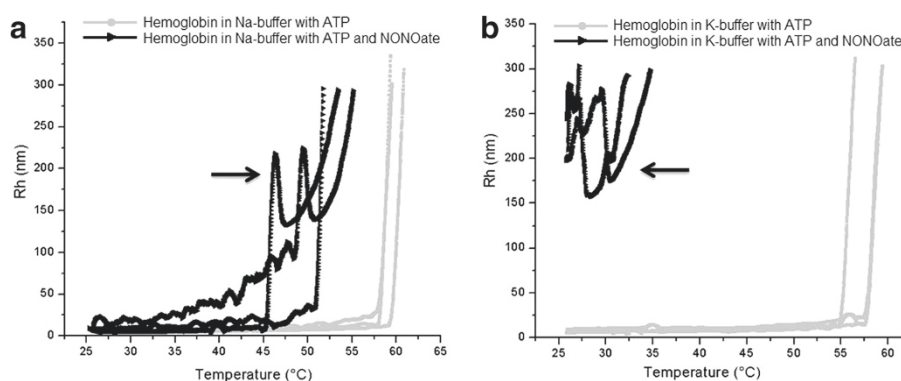 a
Hemoglobin in Na-buffer with ATP
Hemoglobin in Na-buffer with ATP and NONOate
350
300
250
200
150
100
50
0
Rh (nm)
25 30 35 40 45 50 55 60 65
Temperature (°C)
b
Hemoglobin in K-buffer with ATP
Hemoglobin in K-buffer with ATP and NONOate
350
300
250
200
150
100
50
0
Rh (nm)
25 30 35 40 45 50 55 60
Temperature (°C)